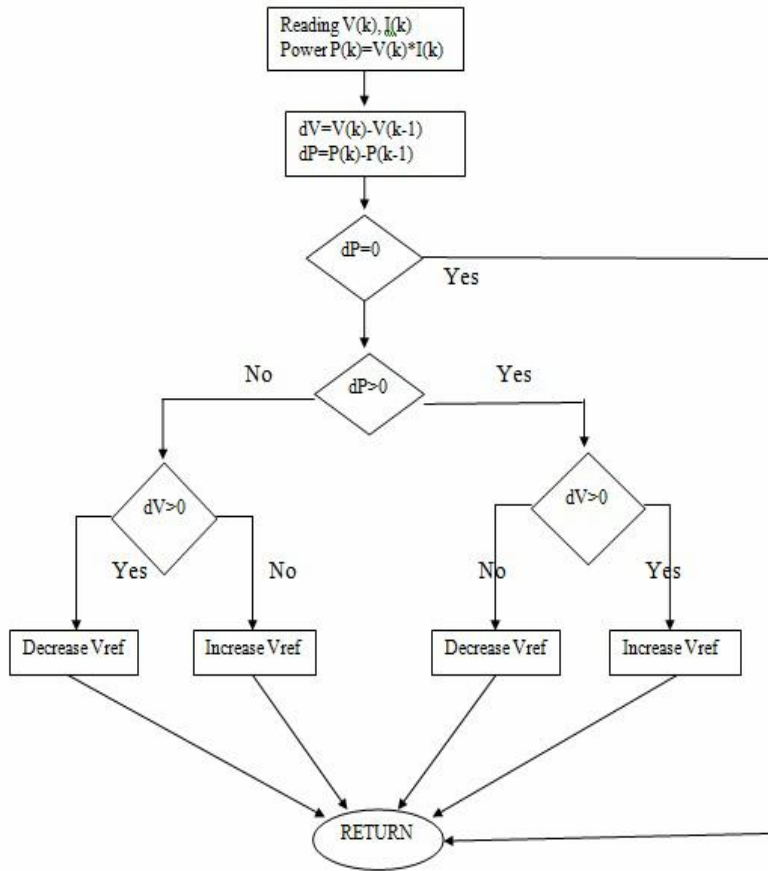 Reading V(k), I(k)
Power P(k)=V(k)*I(k)
dV=V(k)-V(k-1)
dP=P(k)-P(k-1)
dP=0
Yes
No
dP>0
Yes
dV>0
dV>0
Yes
No
No
Yes
Decrease Vref
Increase Vref
Decrease Vref
Increase Vref
RETURN